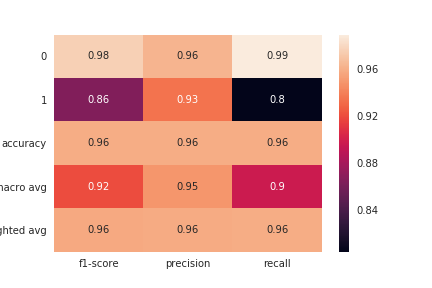 0 0.98 0.96 0.99 0.96
1 0.86 0.93 0.8 0.92
accuracy 0.96 0.96 0.96
acro avg 0.92 0.95 0.9 0.88
ghted avg 0.96 0.96 0.96 0.84
f1-score precision recall